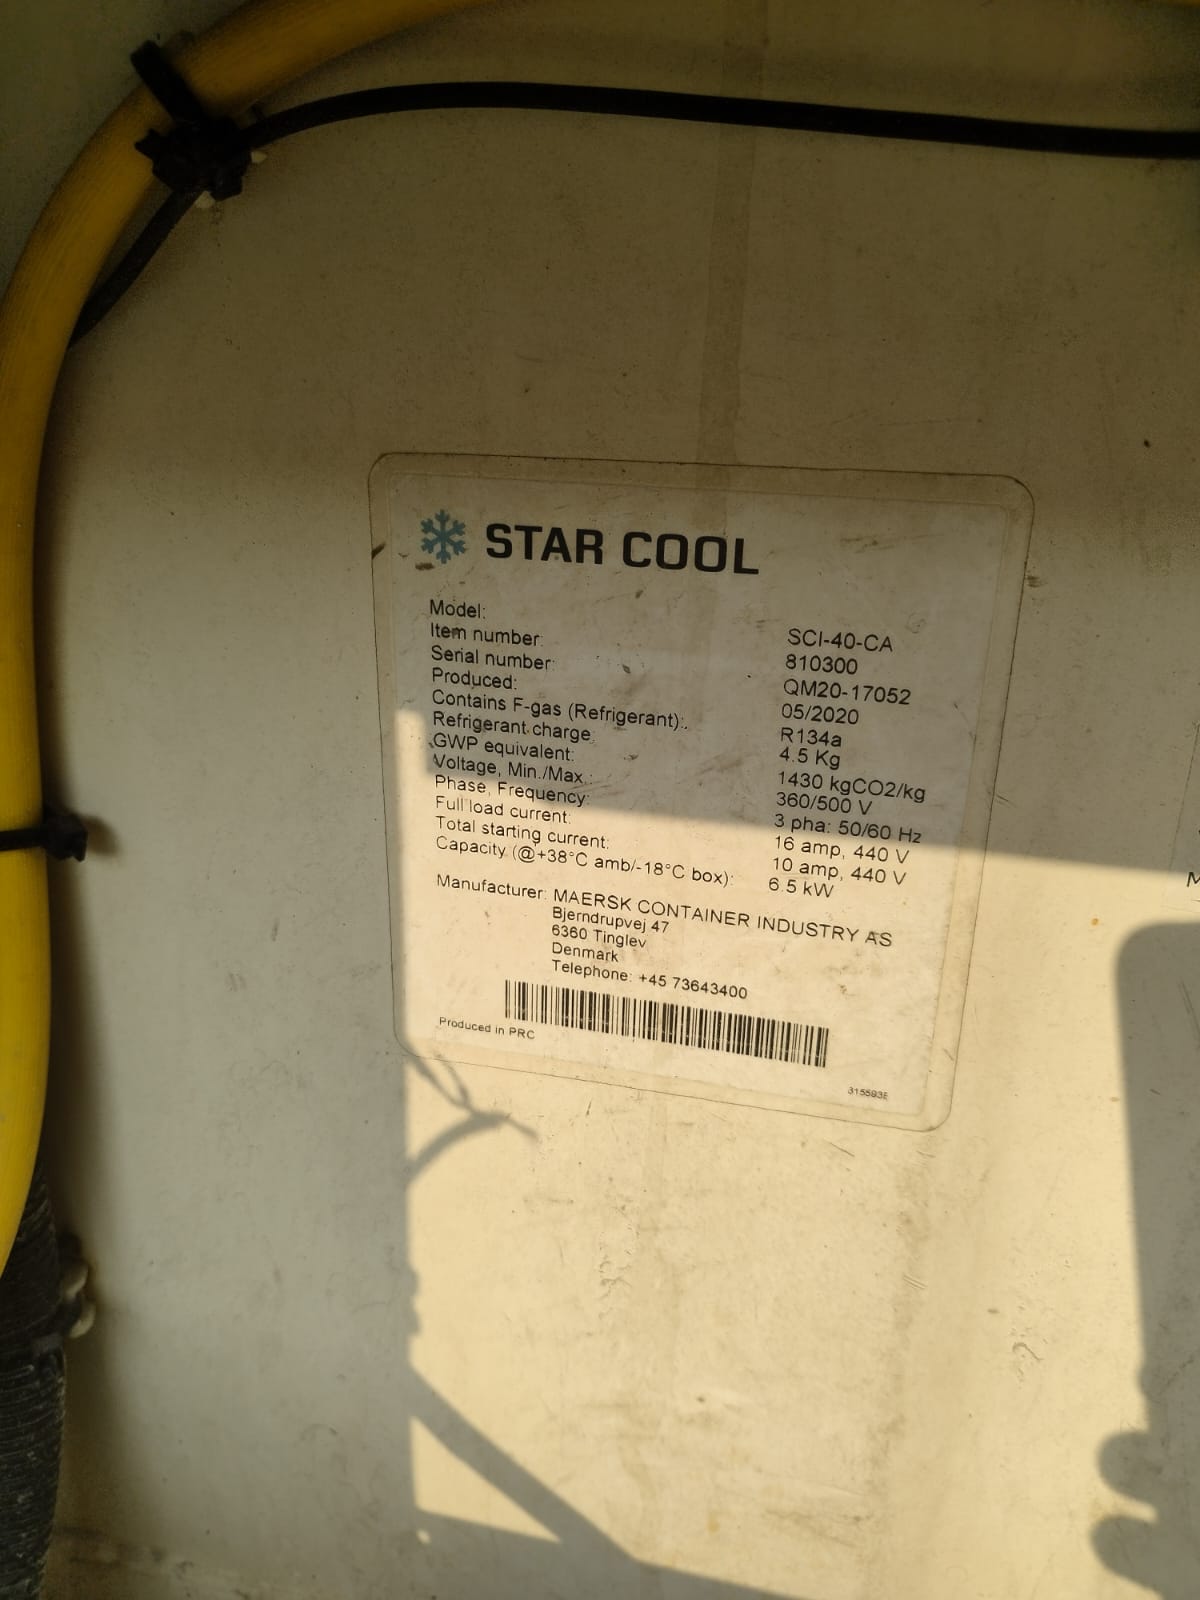 STAR COOL
Model: SCI-40-CA
Item number: 810300
Serial number: QM20-17052
Produced: 05/2020
Contains F-gas (Refrigerant): R134a
Refrigerant charge: 4.5 Kg
GWP equivalent: 1430 kgCO2/kg
Voltage, Min./Max.: 360/500 V
Phase, Frequency: 3 pha: 50/60 Hz
Full load current: 16 amp, 440 V
Total starting current: 10 amp, 440 V
Capacity (@+38°C amb/-18°C box): 6.5 kW
Manufacturer: MAERSK CONTAINER INDUSTRY AS
Bjerndrupvej 47
6360 Tinglev
Denmark
Telephone: +45 73643400
Produced in PRC